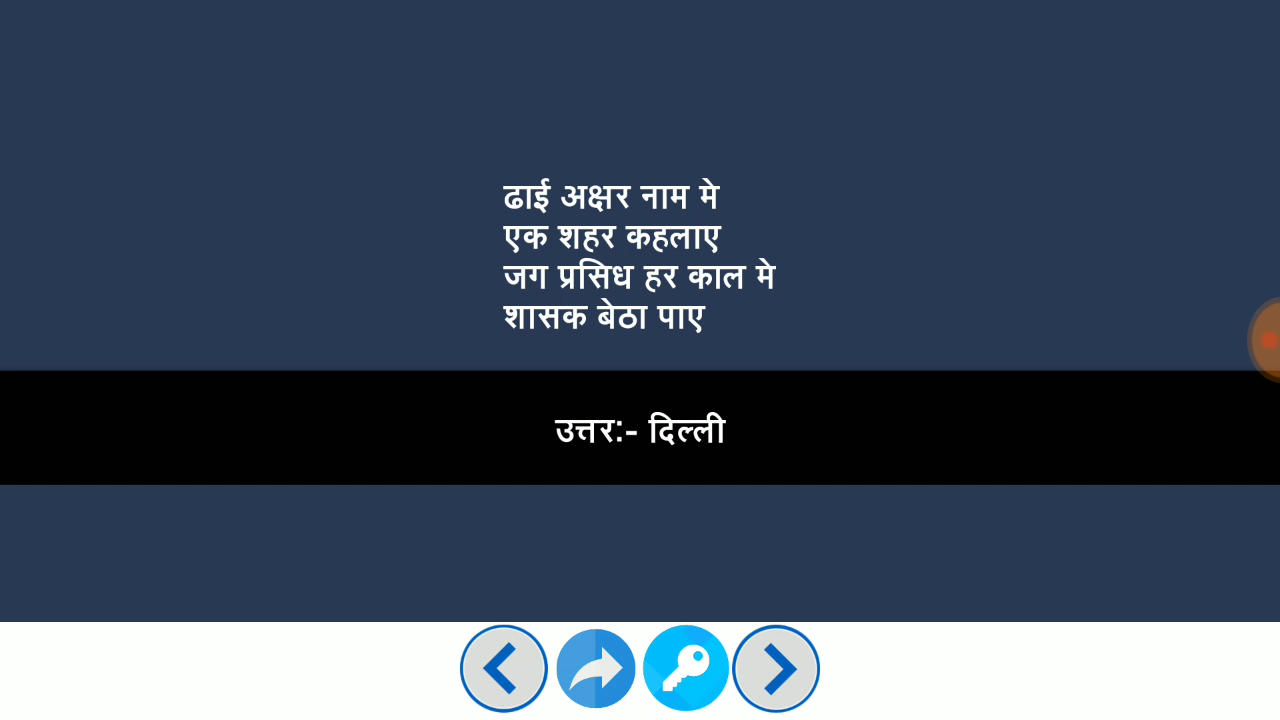 ढाई अक्षर नाम मे
एक शहर कहलाए
जग प्रसिध हर काल मे
शासक बेठा पाए
उत्तर:- दिल्ली